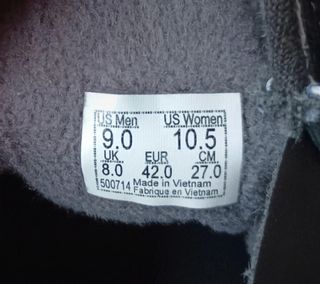 US Men US Women
9.0 10.5
UK EUR CM
8.0 42.0 27.0
500714 Made in Vietnam
Fabrique en Vietnam